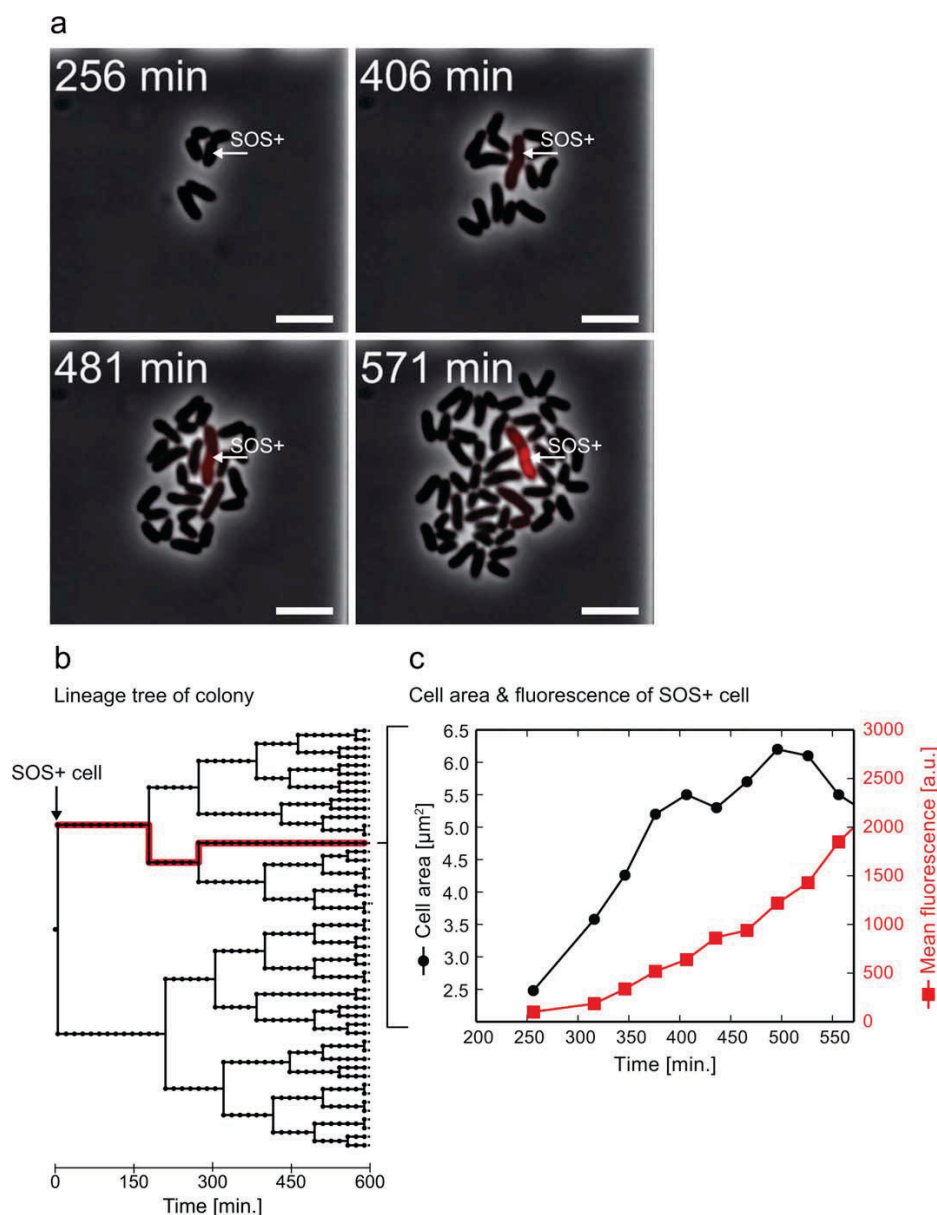 a
256 min
SOS+
406 min
SOS+
481 min
SOS+
571 min
SOS+
b
Lineage tree of colony
SOS+ cell
0
150
300
450
600
Time [min.]
c
Cell area & fluorescence of SOS+ cell
Cell area [µm²]
6.5
6.0
5.5
5.0
4.5
4.0
3.5
3.0
2.5
200
250
300
350
400
450
500
550
Time [min.]
3000
2500
2000
1500
1000
500
0
Mean fluorescence [a.u.]